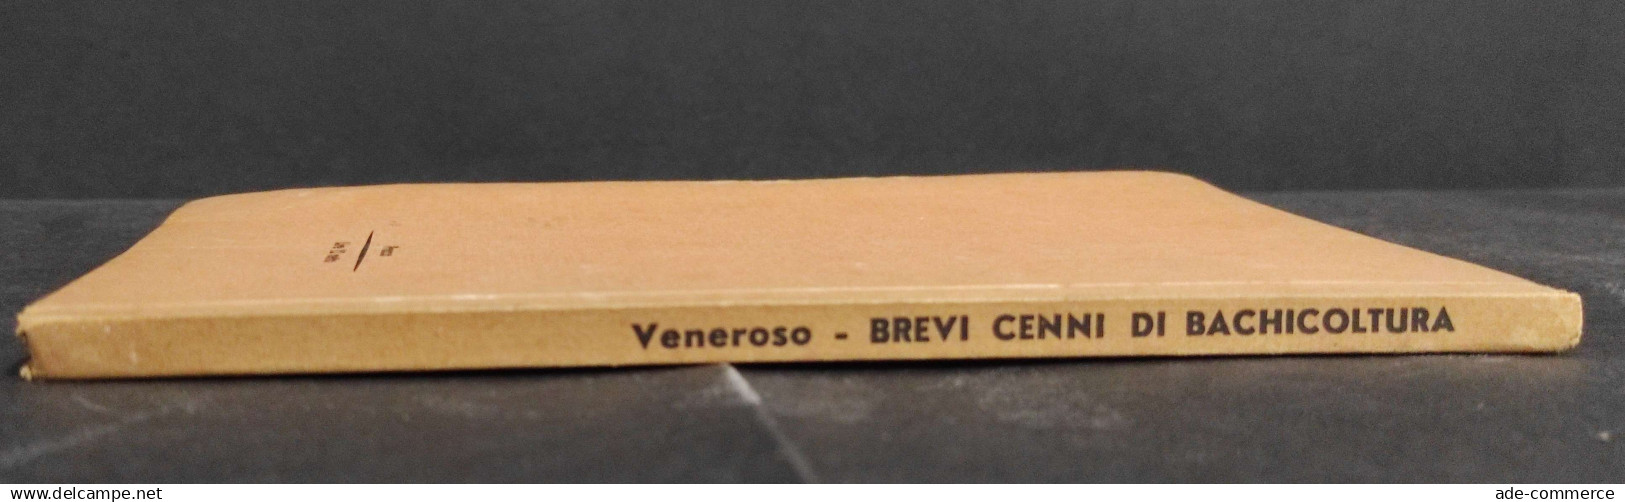 Veneroso - BREVI CENNI DI BACHICOLTURA
www.delcampe.net
ade-commerce